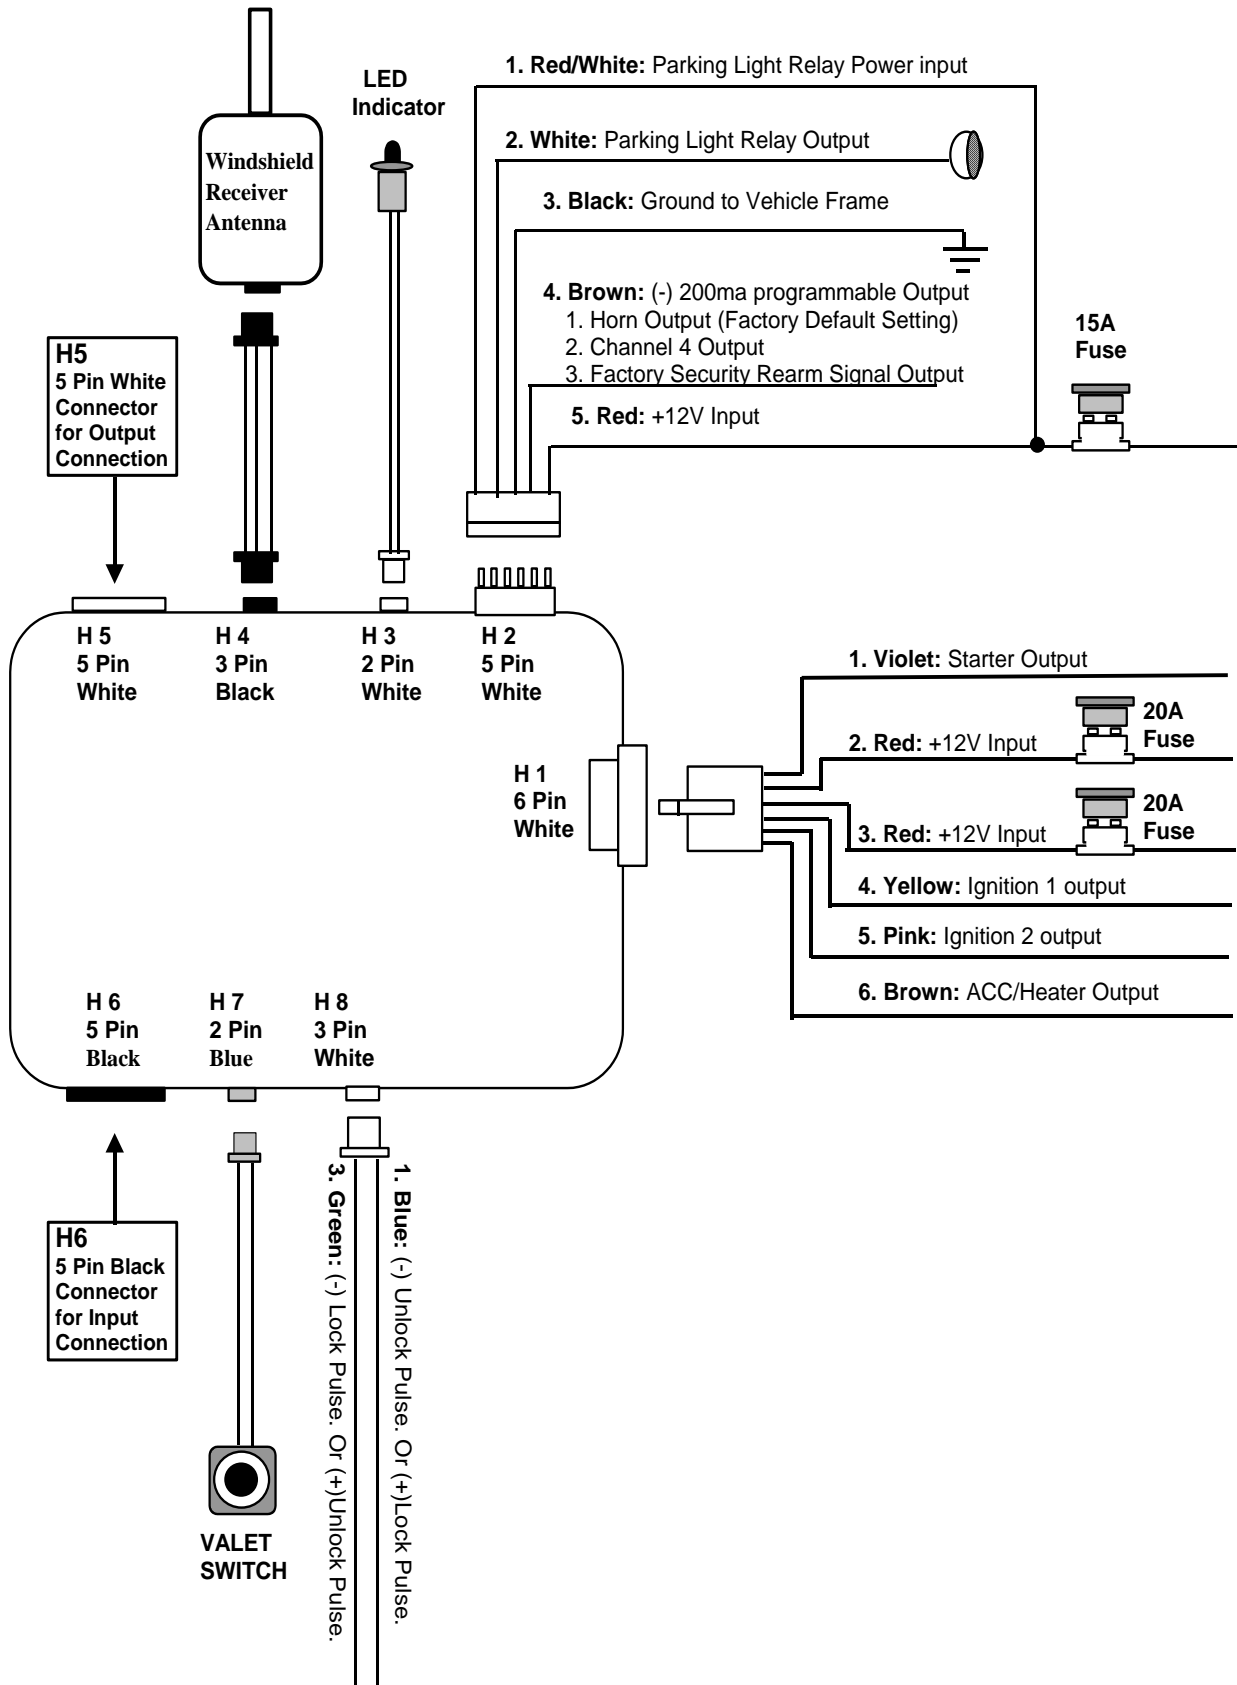 1. Red/White: Parking Light Relay Power input
LED
Indicator
2. White: Parking Light Relay Output
Windshield
Receiver
Antenna
3. Black: Ground to Vehicle Frame
4. Brown: (-) 200ma programmable Output
1. Horn Output (Factory Default Setting)
2. Channel 4 Output
3. Factory Security Rearm Signal Output
15A
Fuse
H5
5 Pin White
Connector
for Output
Connection
5. Red: +12V Input
H 5
5 Pin
White
H 4
3 Pin
Black
H 3
2 Pin
White
H 2
5 Pin
White
1. Violet: Starter Output
20A
Fuse
2. Red: +12V Input
H 1
6 Pin
White
20A
Fuse
3. Red: +12V Input
4. Yellow: Ignition 1 output
5. Pink: Ignition 2 output
6. Brown: ACC/Heater Output
H 6
5 Pin
Black
H 7
2 Pin
Blue
H 8
3 Pin
White
1. Blue: (-) Unlock Pulse. Or (+)Lock Pulse.
3. Green: (-) Lock Pulse. Or (+)Unlock Pulse.
H6
5 Pin Black
Connector
for Input
Connection
VALET
SWITCH